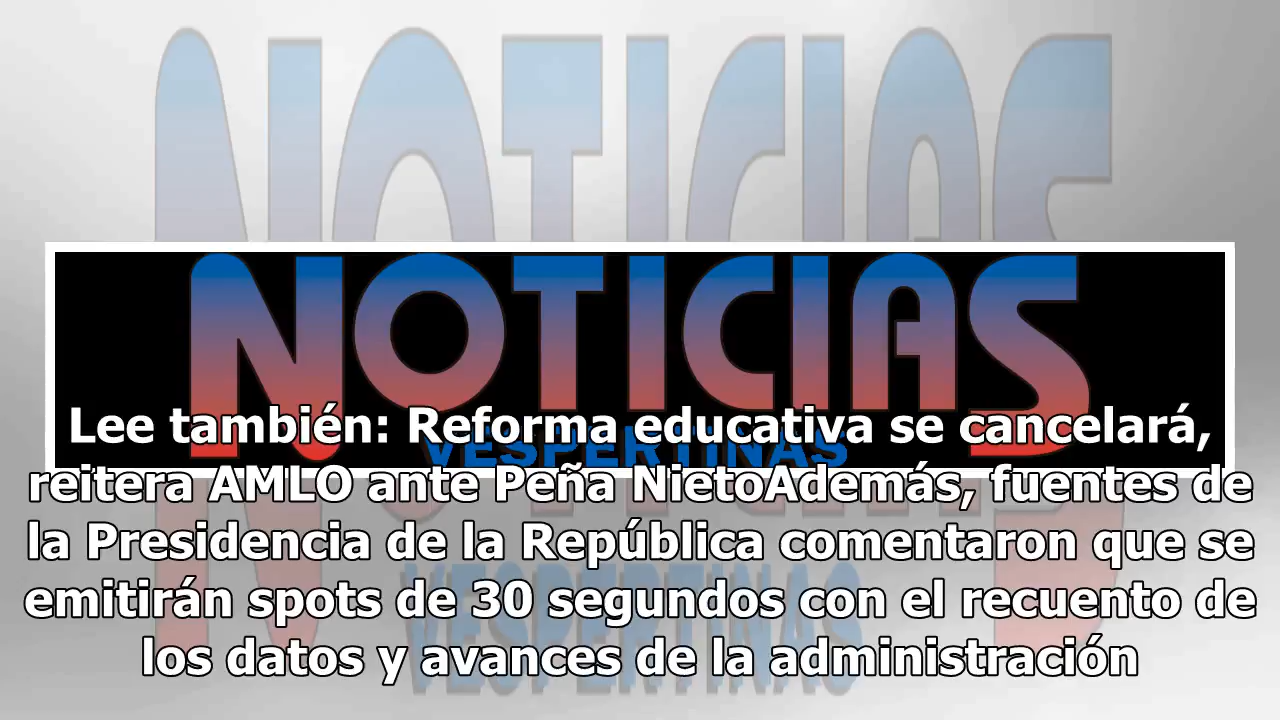 NOTICIAS
NOTICIAS
VESPERTINAS
Lee también: Reforma educativa se cancelará,
reitera AMLO ante Peña NietoAdemás, fuentes de
la Presidencia de la República comentaron que se
emitirán spots de 30 segundos con el recuento de
los datos y avances de la administración
VESPERTINAS